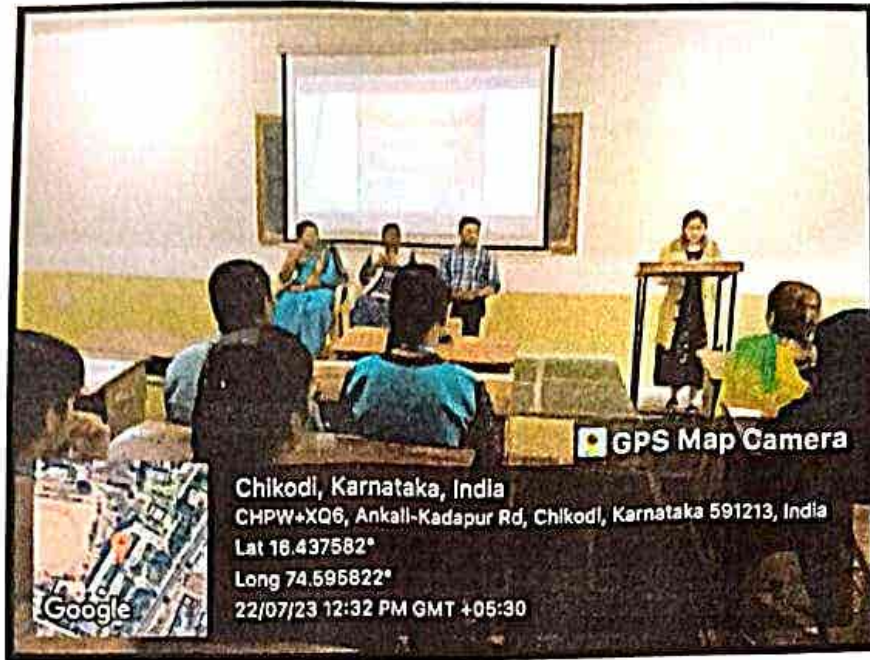 GPS Map Camera
Chikodi, Karnataka, India
CHPW+XQ6, Ankali-Kadapur Rd, Chikodi, Karnataka 591213, India
Lat 16.437582°
Long 74.595822°
22/07/23 12:32 PM GMT +05:30
Google